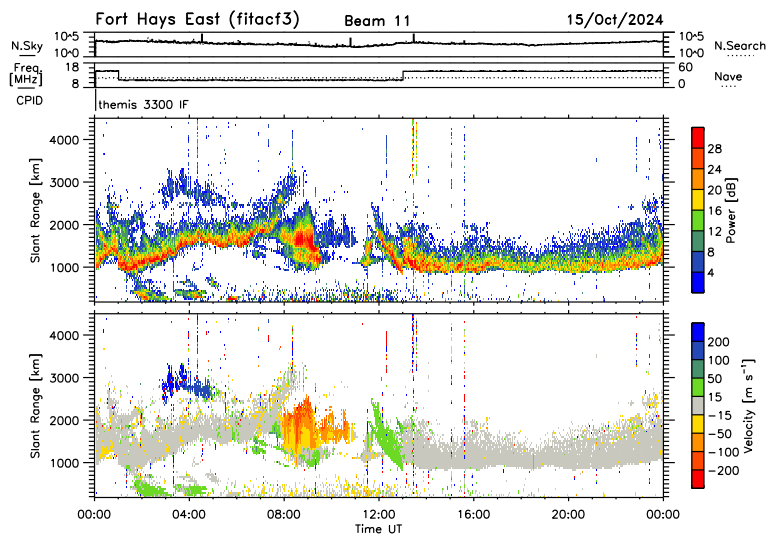 Fort Hays East (fitacf3) Beam 11 15/Oct/2024
N.Sky 10^5 10^0 10^5 10^0 N.Search
Freq. [MHz] 18 8 60 0 Nave
CPID themis 3300 IF
Slant Range [km] 4000 3000 2000 1000
Power [dB] 28 24 20 16 12 8 4
Slant Range [km] 4000 3000 2000 1000
Velocity [m s⁻¹] 200 100 50 15 −15 −50 −100 −200
00:00 04:00 08:00 12:00 16:00 20:00 00:00
Time UT